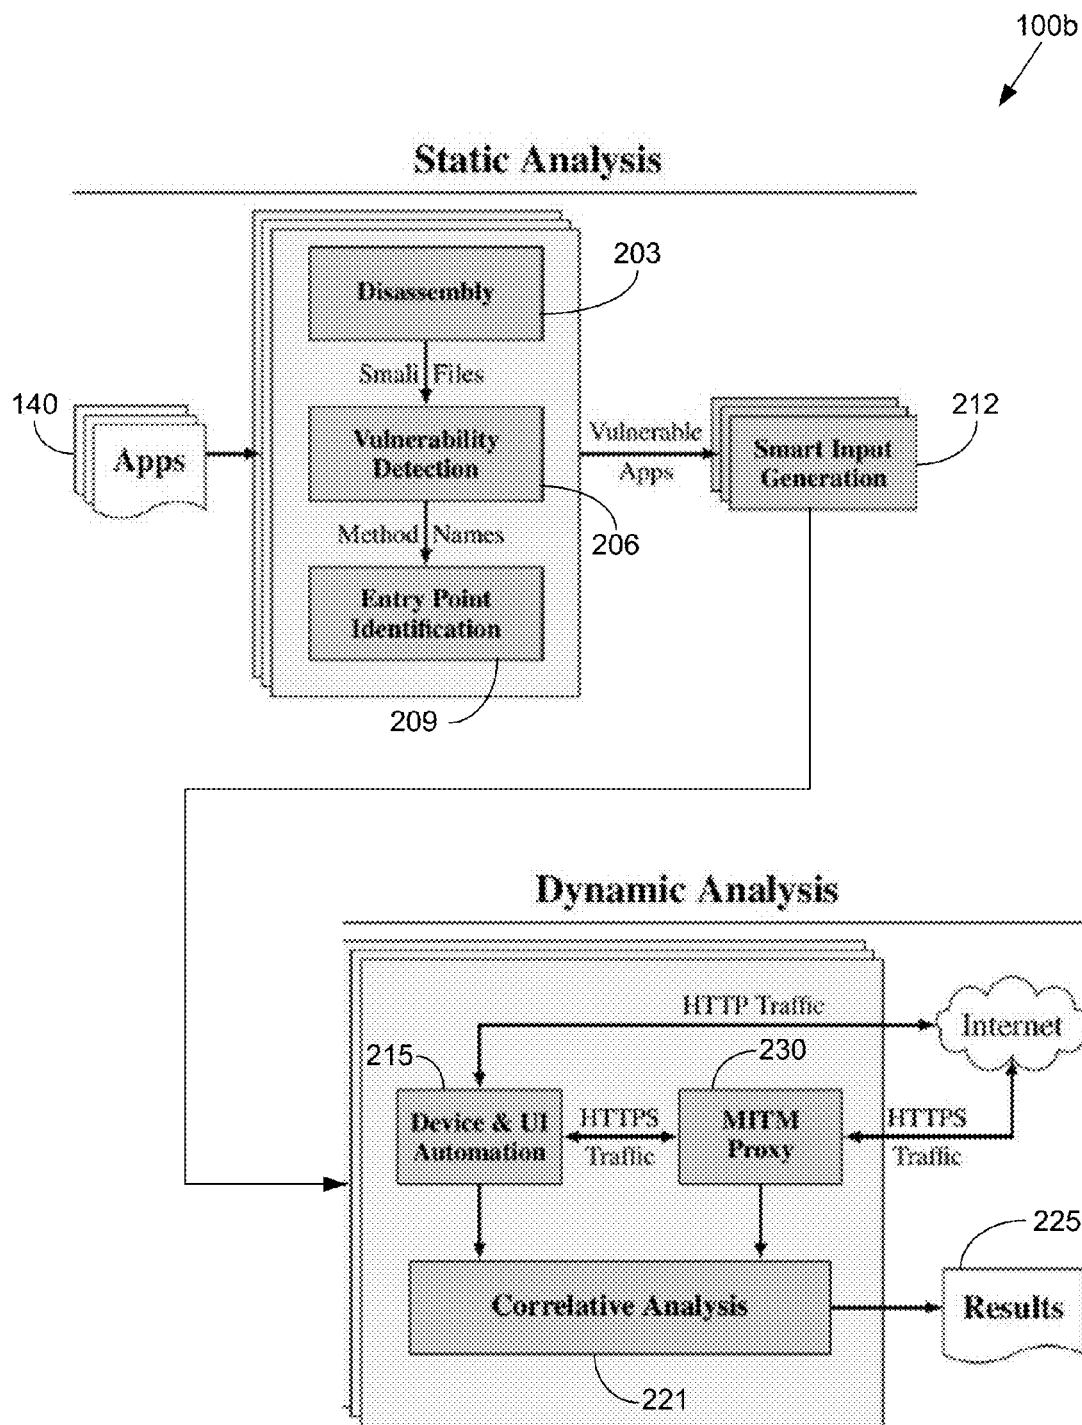 100b
Static Analysis
Disassembly
203
Smali Files
140
Apps
Vulnerability
Detection
206
Vulnerable
Apps
Smart Input
Generation
212
Method Names
Entry Point
Identification
209
Dynamic Analysis
HTTP Traffic
Internet
215
230
Device & UI
Automation
HTTPS
Traffic
MITM
Proxy
HTTPS
Traffic
225
Correlative Analysis
Results
221